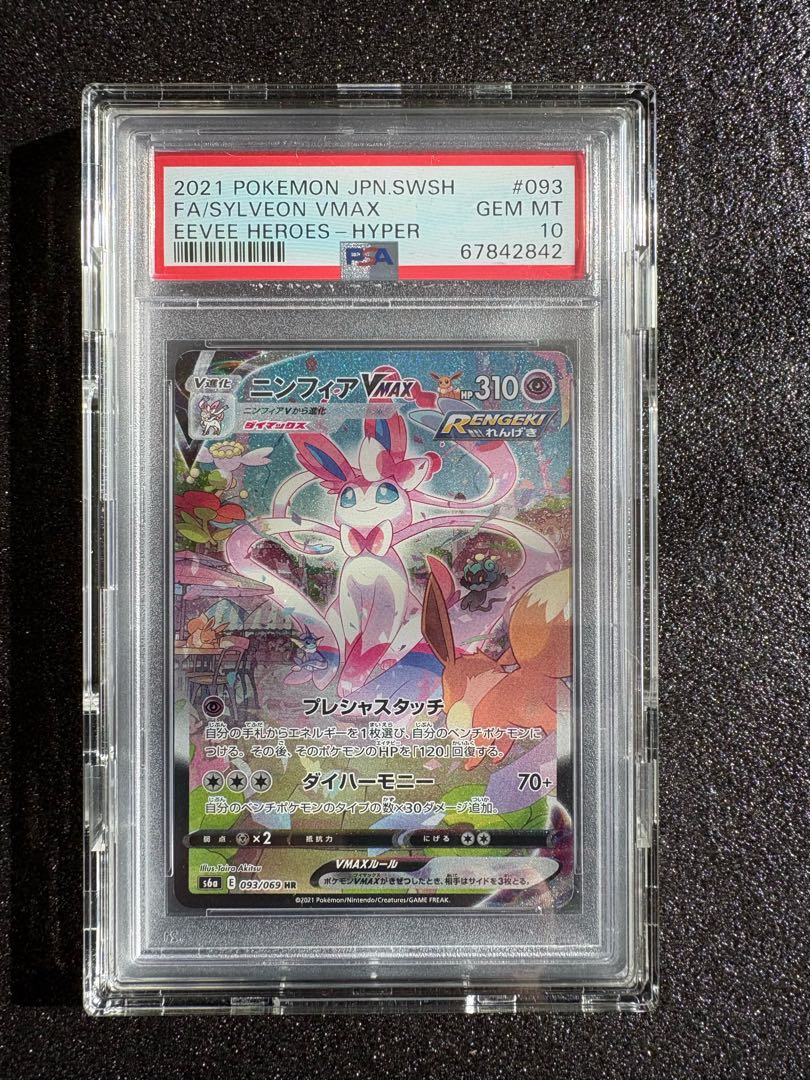 2021 POKEMON JPN.SWSH #093
FA/SYLVEON VMAX GEM MT
EEVEE HEROES-HYPER 10
PSA 67842842
V進化 ニンフィアVMAX HP310
ニンフィアVから進化
ダイマックス
RENGEKI
れんげき
プレシャスタッチ
自分の手札からエネルギーを1枚選び、自分のベンチポケモンに
つける。その後、そのポケモンのHPを「120」回復する。
ダイハーモニー 70+
自分のベンチポケモンのタイプの数×30ダメージ追加。
弱点 ×2 抵抗力 にげる
Illus.Taira Akitsu
VMAXルール
ポケモンVMAXがきぜつしたとき、相手はサイドを3枚とる。
s6a E 093/069 HR
©2021 Pokémon/Nintendo/Creatures/GAME FREAK.